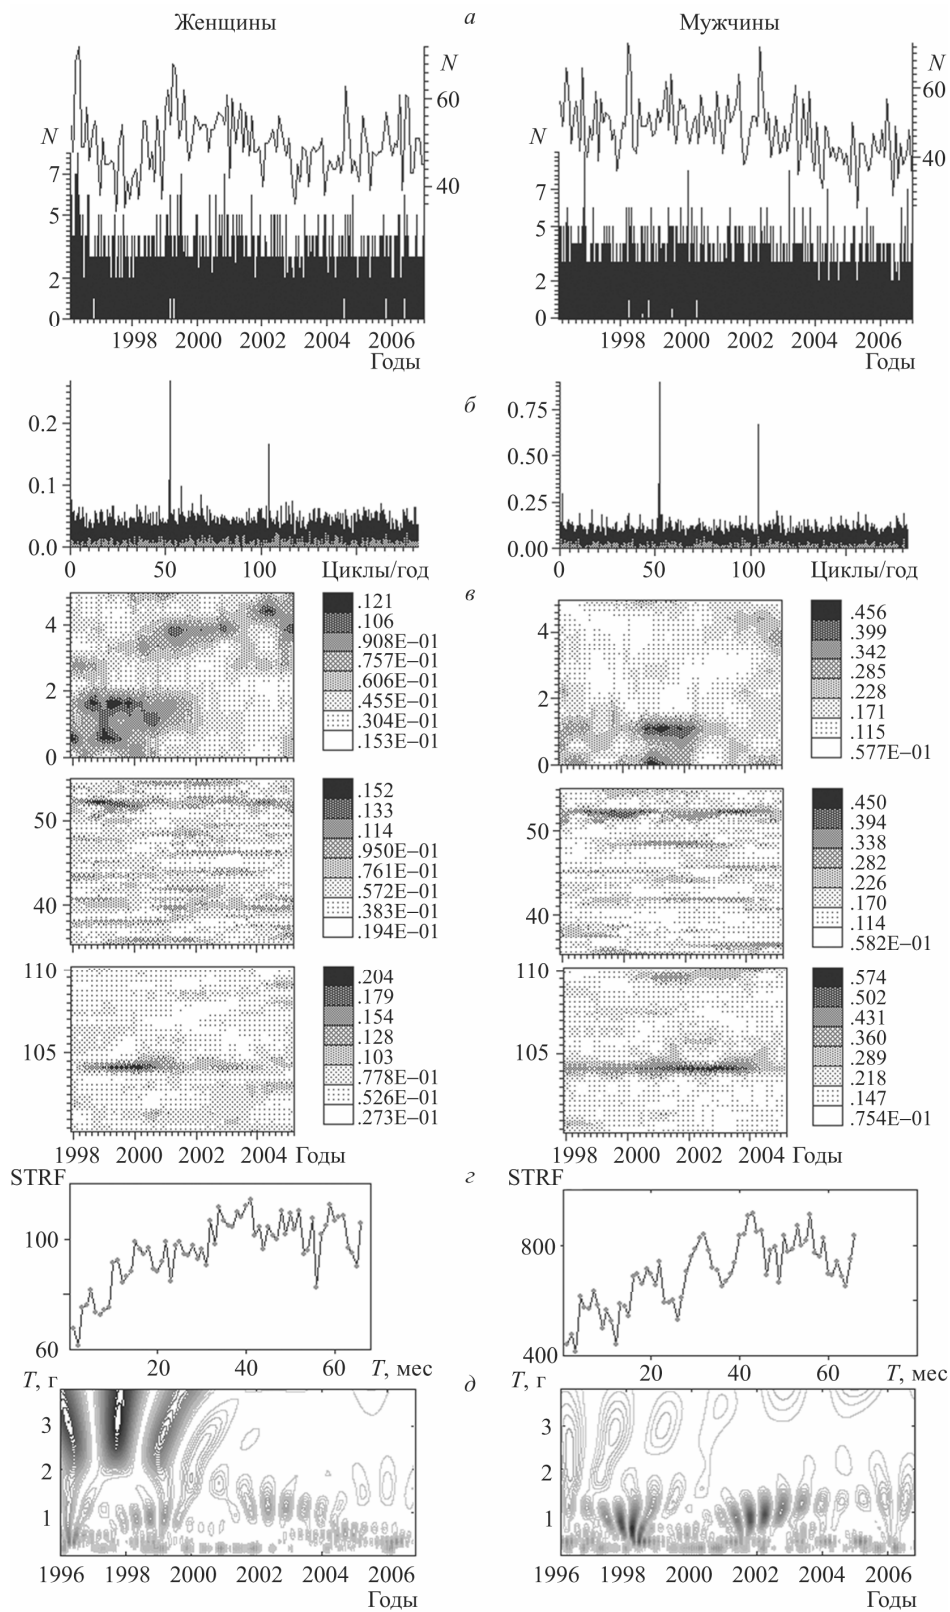 Женщины
а
Мужчины
N
60
40
N
7
5
2
0
1998 2000 2002 2004 2006
Годы
N
60
40
N
7
5
2
0
1998 2000 2002 2004 2006
Годы
б
0.2
0.1
0.0
0 50 100 Циклы/год
0.75
0.50
0.25
0.00
0 50 100 Циклы/год
в
4
2
0
.121
.106
.908E–01
.757E–01
.606E–01
.455E–01
.304E–01
.153E–01
4
2
0
.456
.399
.342
.285
.228
.171
.115
.577E–01
50
40
.152
.133
.114
.950E–01
.761E–01
.572E–01
.383E–01
.194E–01
50
40
.450
.394
.338
.282
.226
.170
.114
.582E–01
110
105
.204
.179
.154
.128
.103
.778E–01
.526E–01
.273E–01
1998 2000 2002 2004 Годы
110
105
.574
.502
.431
.360
.289
.218
.147
.754E–01
1998 2000 2002 2004 Годы
г
STRF
100
60
20 40 60 T, мес
STRF
800
400
20 40 60 T, мес
д
T, г
3
2
1
1996 1998 2000 2002 2004 2006
Годы
T, г
3
2
1
1996 1998 2000 2002 2004 2006
Годы